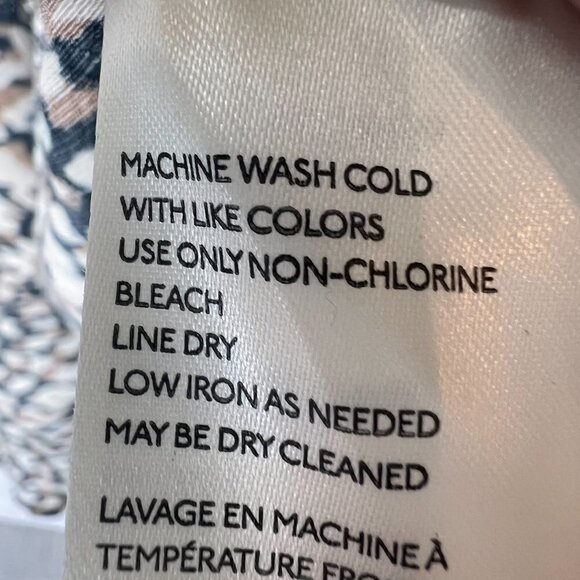 MACHINE WASH COLD
WITH LIKE COLORS
USE ONLY NON-CHLORINE
BLEACH
LINE DRY
LOW IRON AS NEEDED
MAY BE DRY CLEANED
LAVAGE EN MACHINE À
TEMPÉRATURE